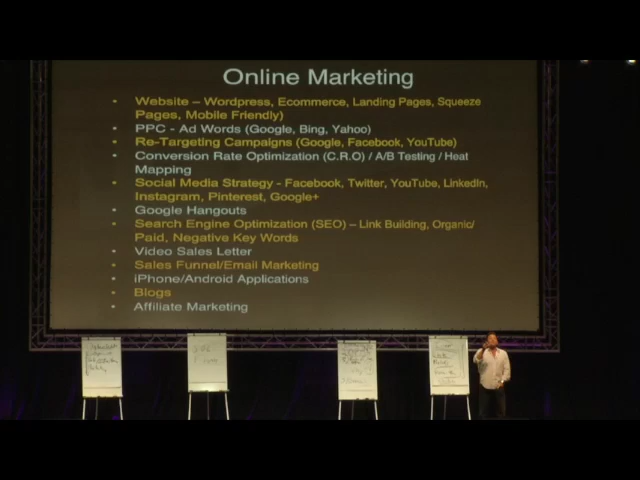 Online Marketing
• Website – Wordpress, Ecommerce, Landing Pages, Squeeze
Pages, Mobile Friendly)
• PPC - Ad Words (Google, Bing, Yahoo)
• Re-Targeting Campaigns (Google, Facebook, YouTube)
• Conversion Rate Optimization (C.R.O) / A/B Testing / Heat
Mapping
• Social Media Strategy - Facebook, Twitter, YouTube, LinkedIn,
Instagram, Pinterest, Google+
• Google Hangouts
• Search Engine Optimization (SEO) – Link Building, Organic/
Paid, Negative Key Words
• Video Sales Letter
• Sales Funnel/Email Marketing
• iPhone/Android Applications
• Blogs
• Affiliate Marketing